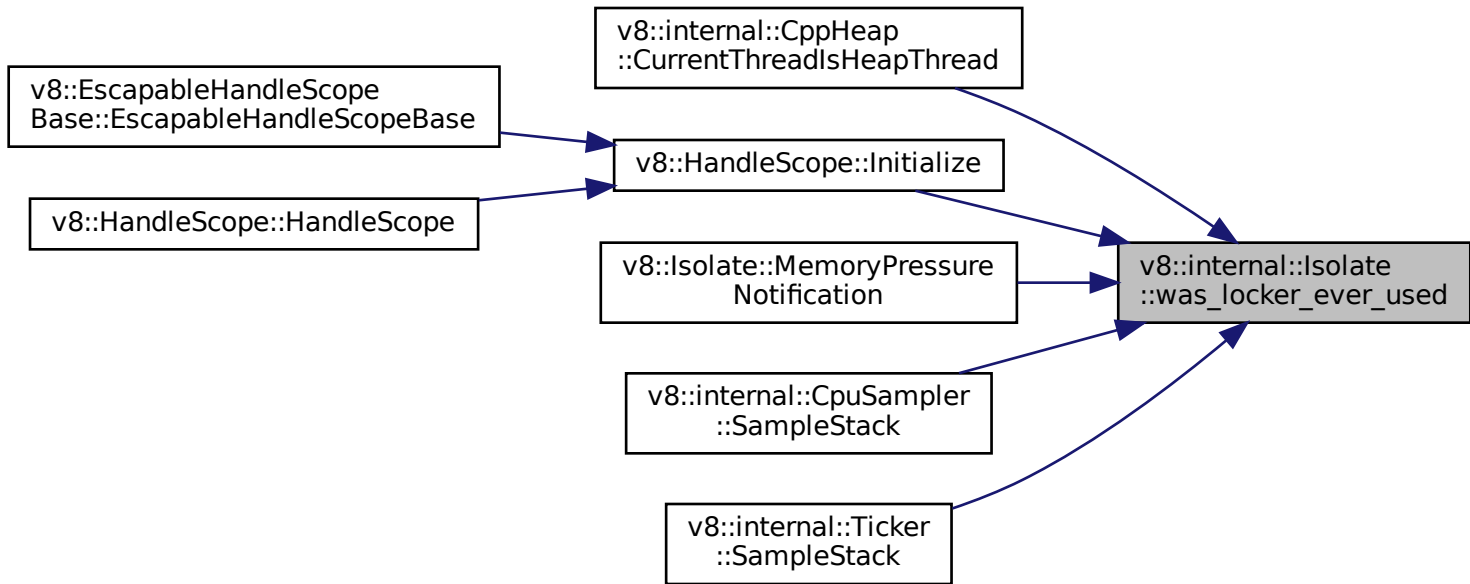 v8::internal::CppHeap
::CurrentThreadIsHeapThread
v8::EscapableHandleScope
Base::EscapableHandleScopeBase
v8::HandleScope::Initialize
v8::HandleScope::HandleScope
v8::Isolate::MemoryPressure
Notification
v8::internal::Isolate
::was_locker_ever_used
v8::internal::CpuSampler
::SampleStack
v8::internal::Ticker
::SampleStack